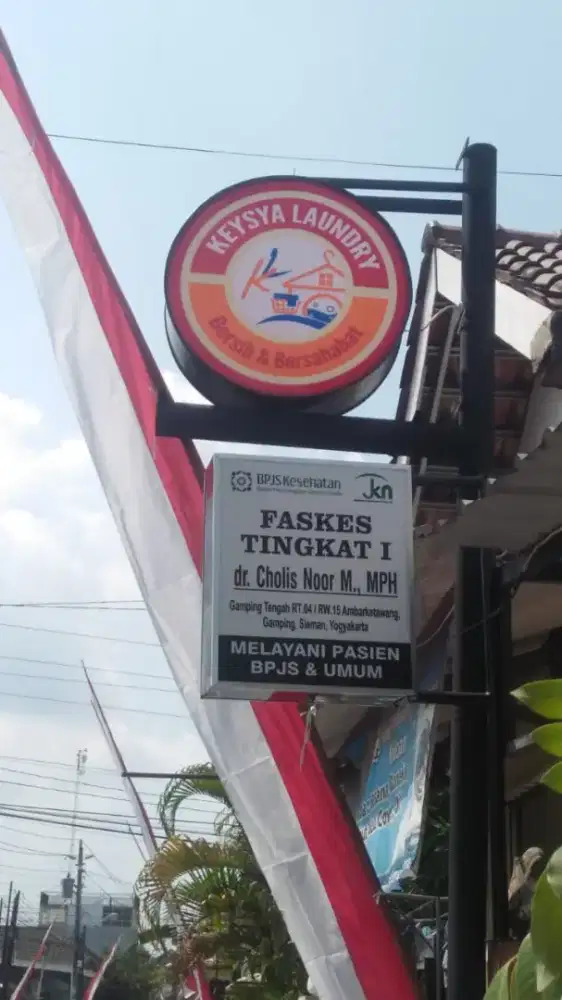 KEYSYA LAUNDRY
K
Bersih & Bersahabat
BPJS Kesehatan
jkn
FASKES
TINGKAT I
dr. Cholis Noor M., MPH
Gamping Tengah RT.04 / RW.15 Ambarketawang,
Gamping, Sleman, Yogyakarta
MELAYANI PASIEN
BPJS & UMUM